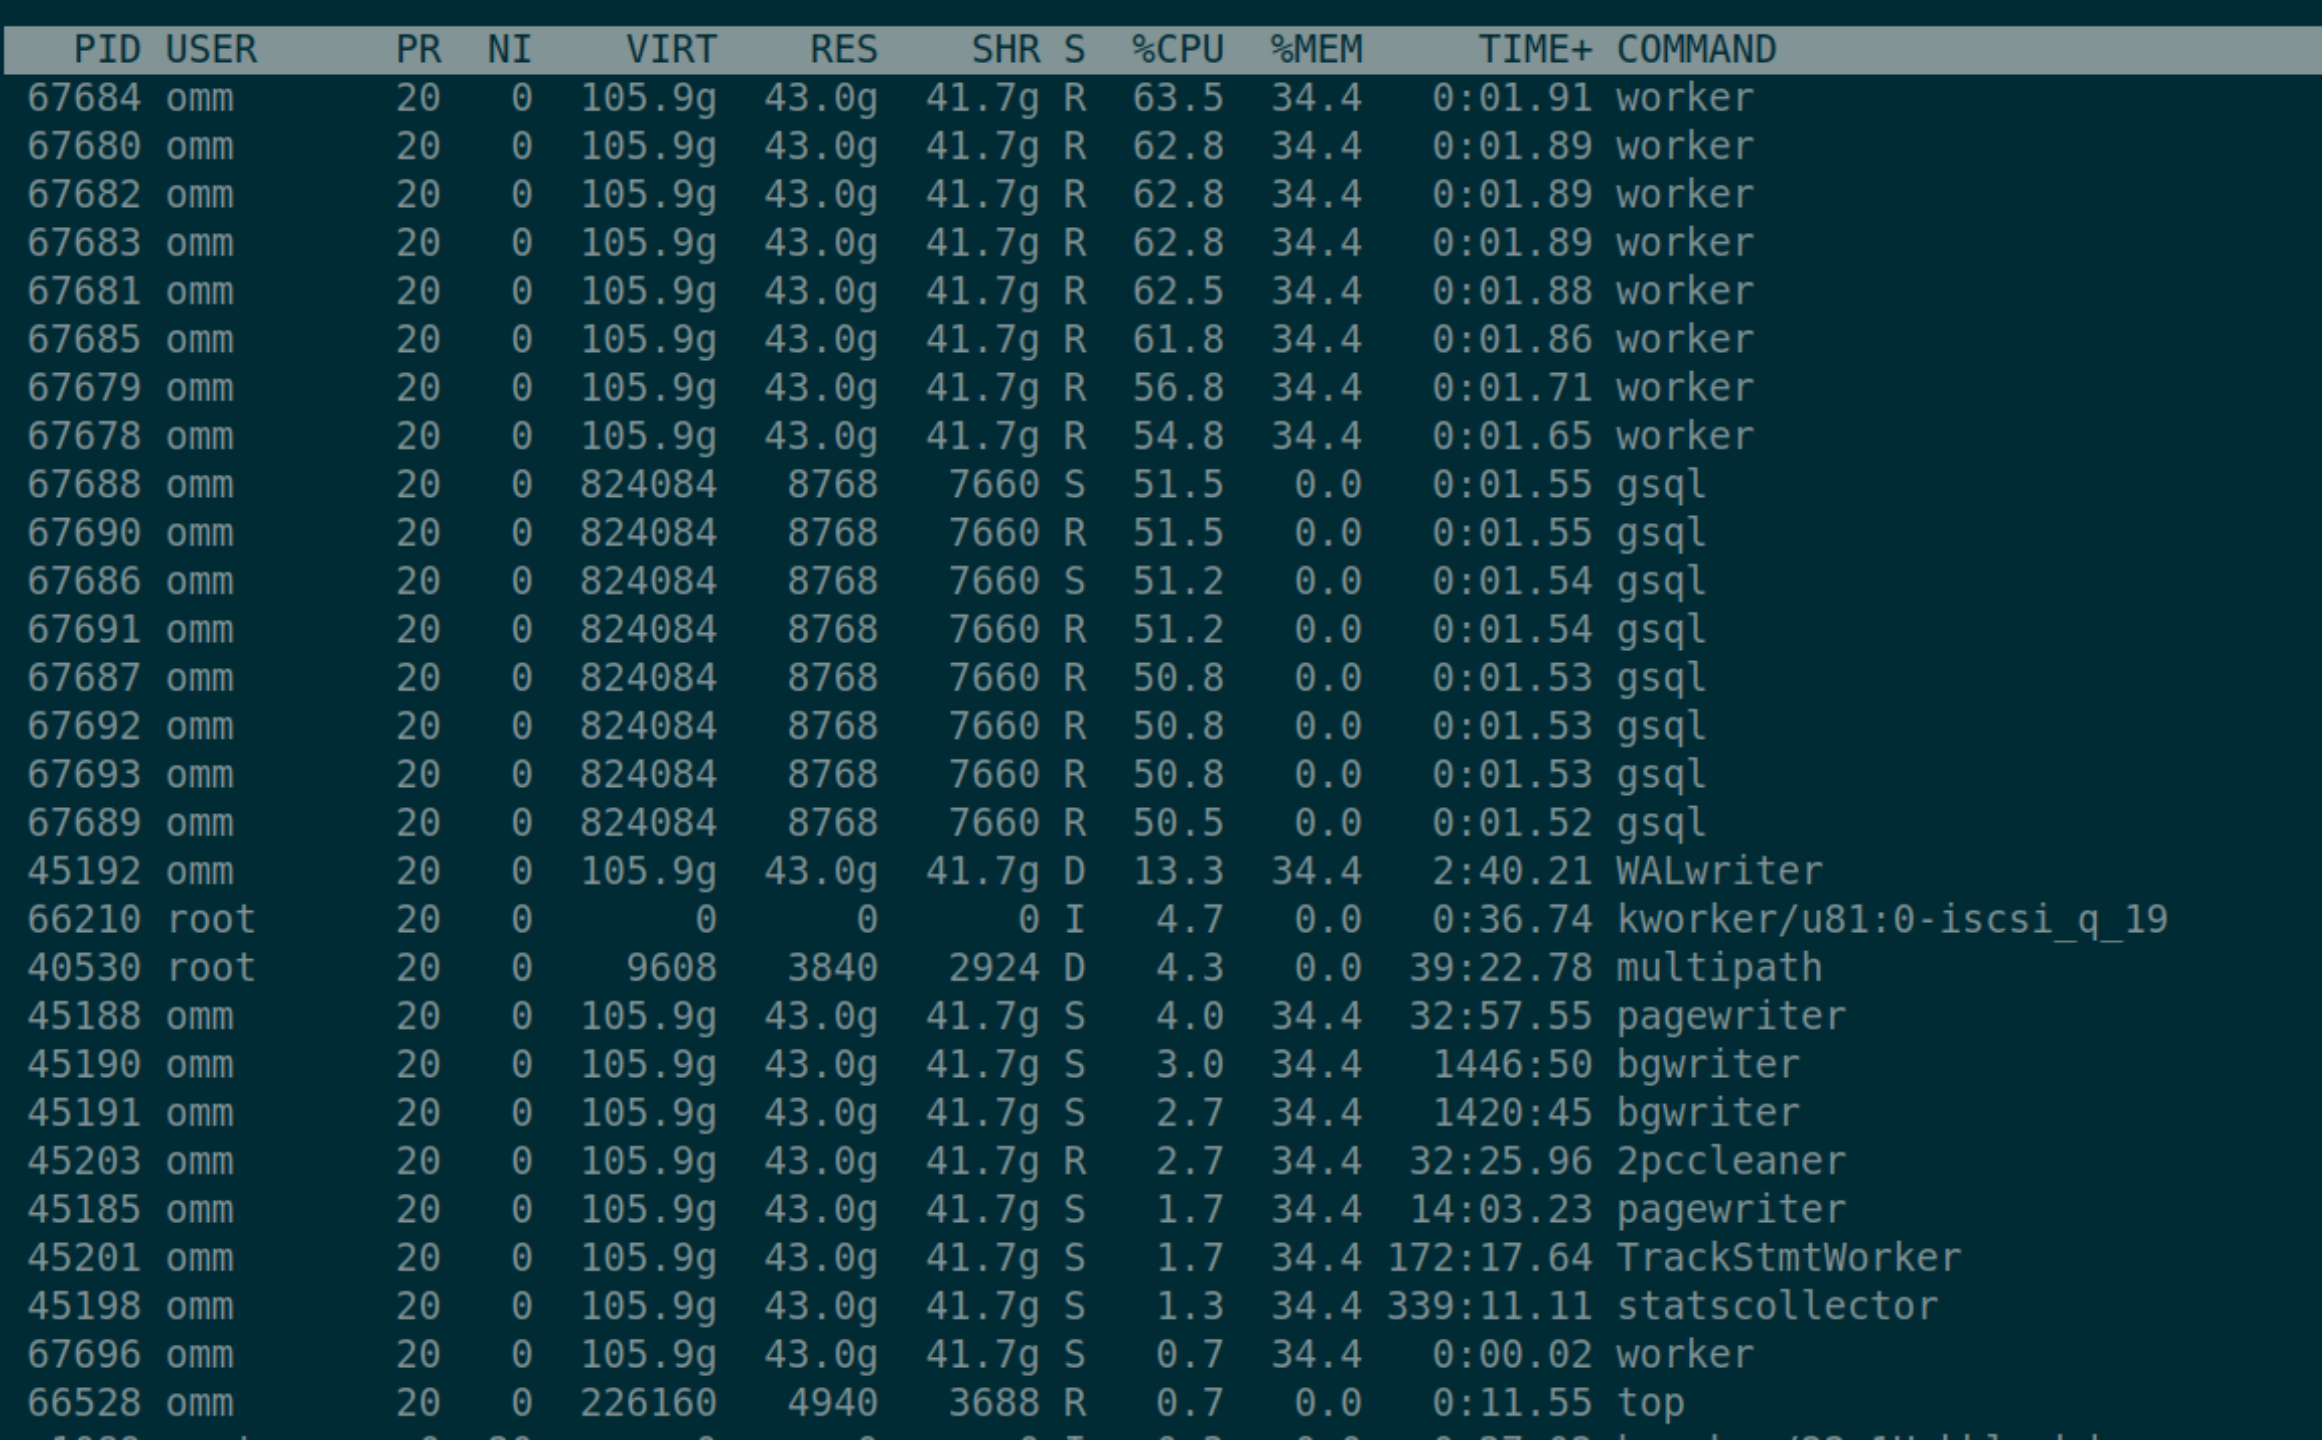 PID USER PR NI VIRT RES SHR S %CPU %MEM TIME+ COMMAND
67684 omm 20 0 105.9g 43.0g 41.7g R 63.5 34.4 0:01.91 worker
67680 omm 20 0 105.9g 43.0g 41.7g R 62.8 34.4 0:01.89 worker
67682 omm 20 0 105.9g 43.0g 41.7g R 62.8 34.4 0:01.89 worker
67683 omm 20 0 105.9g 43.0g 41.7g R 62.8 34.4 0:01.89 worker
67681 omm 20 0 105.9g 43.0g 41.7g R 62.5 34.4 0:01.88 worker
67685 omm 20 0 105.9g 43.0g 41.7g R 61.8 34.4 0:01.86 worker
67679 omm 20 0 105.9g 43.0g 41.7g R 56.8 34.4 0:01.71 worker
67678 omm 20 0 105.9g 43.0g 41.7g R 54.8 34.4 0:01.65 worker
67688 omm 20 0 824084 8768 7660 S 51.5 0.0 0:01.55 gsql
67690 omm 20 0 824084 8768 7660 R 51.5 0.0 0:01.55 gsql
67686 omm 20 0 824084 8768 7660 S 51.2 0.0 0:01.54 gsql
67691 omm 20 0 824084 8768 7660 R 51.2 0.0 0:01.54 gsql
67687 omm 20 0 824084 8768 7660 R 50.8 0.0 0:01.53 gsql
67692 omm 20 0 824084 8768 7660 R 50.8 0.0 0:01.53 gsql
67693 omm 20 0 824084 8768 7660 R 50.8 0.0 0:01.53 gsql
67689 omm 20 0 824084 8768 7660 R 50.5 0.0 0:01.52 gsql
45192 omm 20 0 105.9g 43.0g 41.7g D 13.3 34.4 2:40.21 WALwriter
66210 root 20 0 0 0 0 I 4.7 0.0 0:36.74 kworker/u81:0-iscsi_q_19
40530 root 20 0 9608 3840 2924 D 4.3 0.0 39:22.78 multipath
45188 omm 20 0 105.9g 43.0g 41.7g S 4.0 34.4 32:57.55 pagewriter
45190 omm 20 0 105.9g 43.0g 41.7g S 3.0 34.4 1446:50 bgwriter
45191 omm 20 0 105.9g 43.0g 41.7g S 2.7 34.4 1420:45 bgwriter
45203 omm 20 0 105.9g 43.0g 41.7g R 2.7 34.4 32:25.96 2pccleaner
45185 omm 20 0 105.9g 43.0g 41.7g S 1.7 34.4 14:03.23 pagewriter
45201 omm 20 0 105.9g 43.0g 41.7g S 1.7 34.4 172:17.64 TrackStmtWorker
45198 omm 20 0 105.9g 43.0g 41.7g S 1.3 34.4 339:11.11 statscollector
67696 omm 20 0 105.9g 43.0g 41.7g S 0.7 34.4 0:00.02 worker
66528 omm 20 0 226160 4940 3688 R 0.7 0.0 0:11.55 top